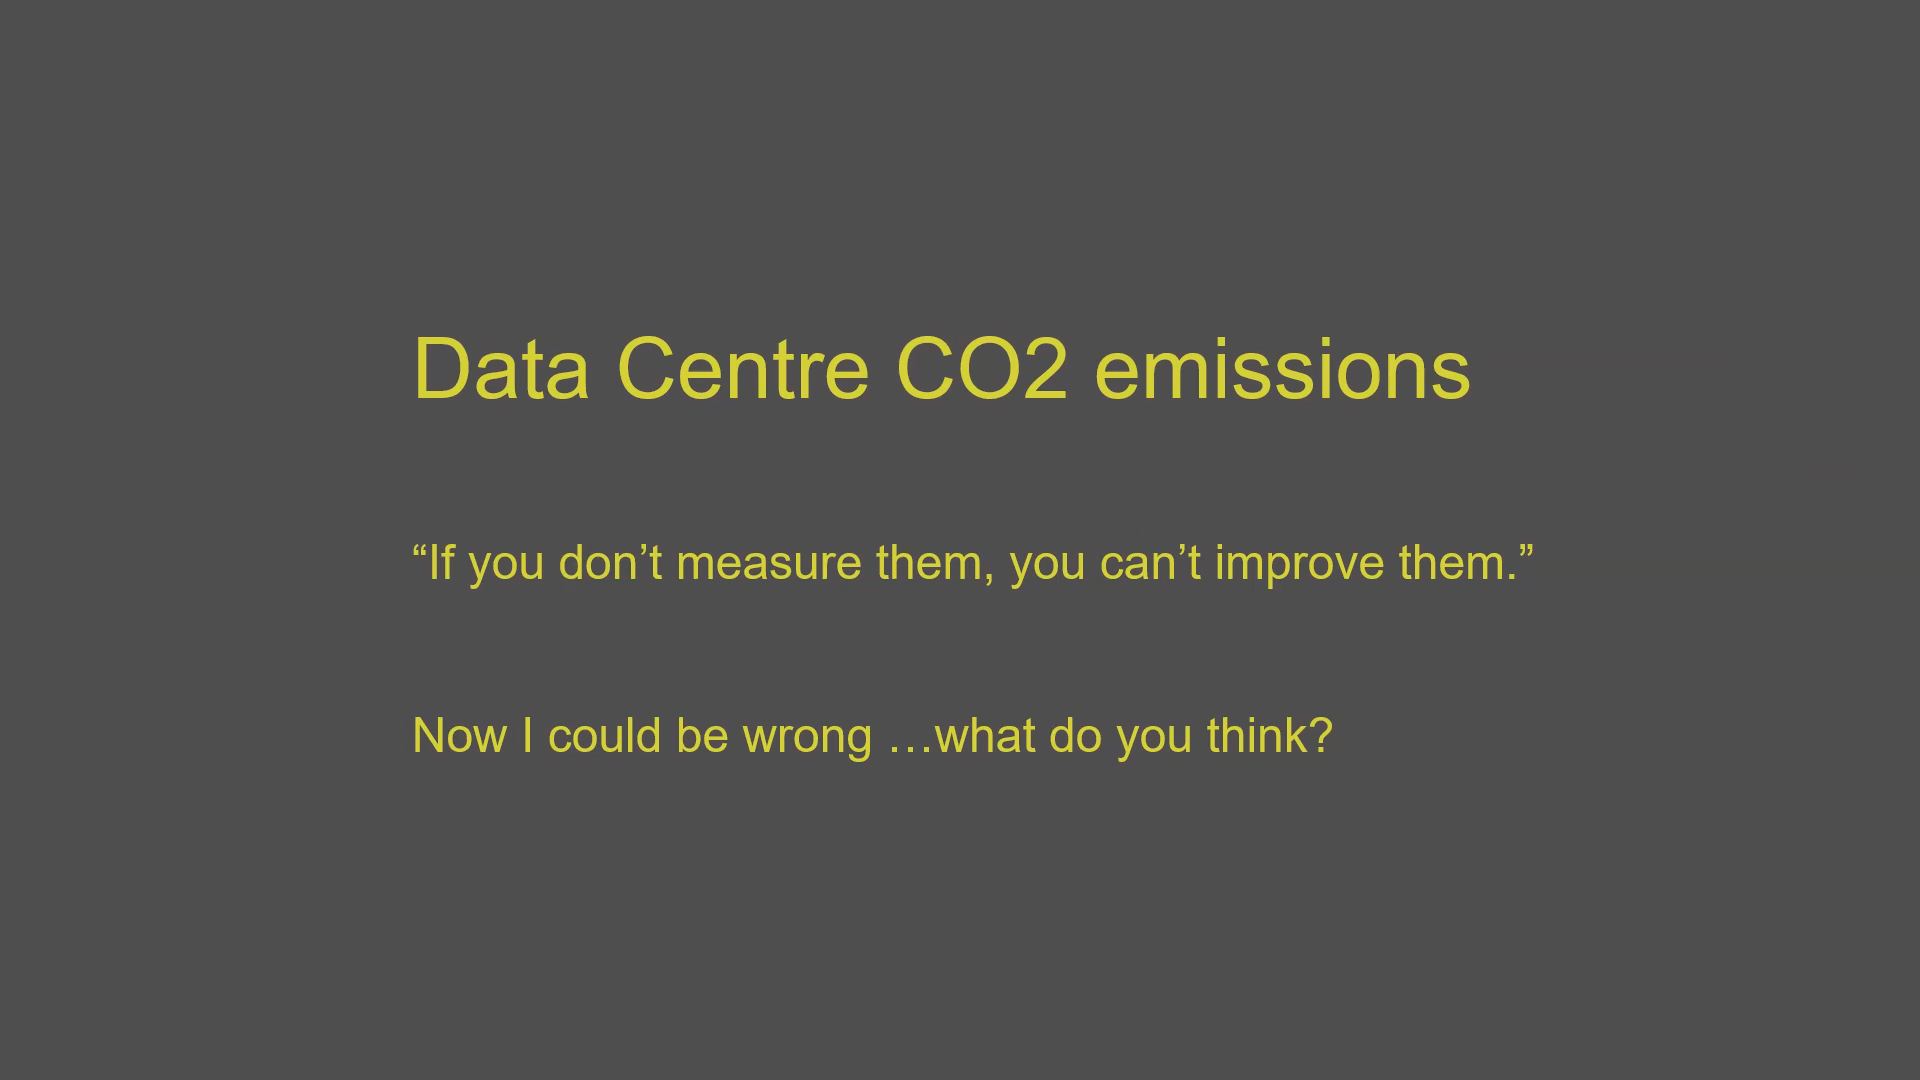 Data Centre CO2 emissions
“If you don’t measure them, you can’t improve them.”
Now I could be wrong …what do you think?